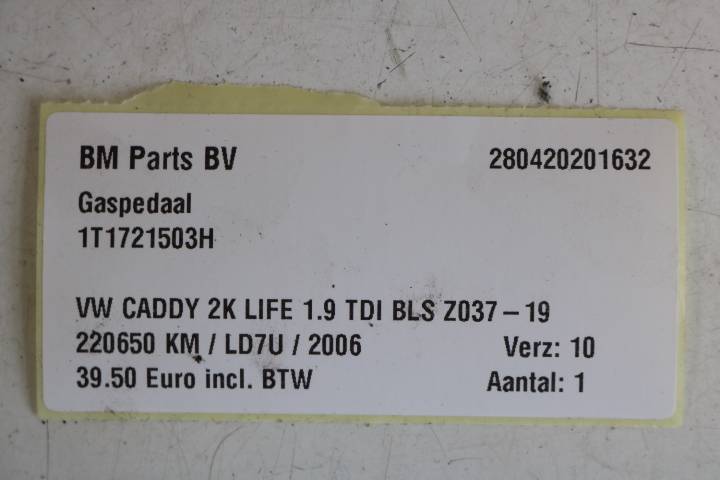 BM Parts BV 280420201632
Gaspedaal
1T1721503H
VW CADDY 2K LIFE 1.9 TDI BLS Z037 – 19
220650 KM / LD7U / 2006 Verz: 10
39.50 Euro incl. BTW Aantal: 1